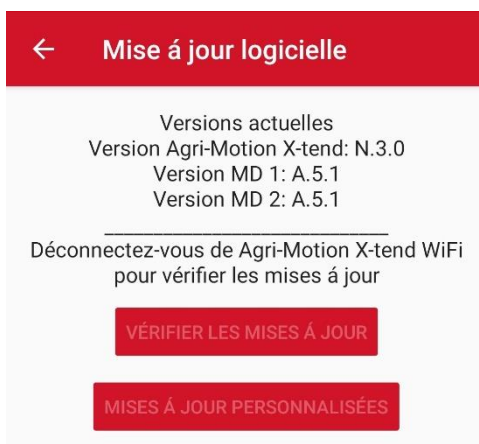 Mise á jour logicielle
Versions actuelles
Version Agri-Motion X-tend: N.3.0
Version MD 1: A.5.1
Version MD 2: A.5.1
Déconnectez-vous de Agri-Motion X-tend WiFi
pour vérifier les mises á jour
VÉRIFIER LES MISES Á JOUR
MISES Á JOUR PERSONNALISÉES